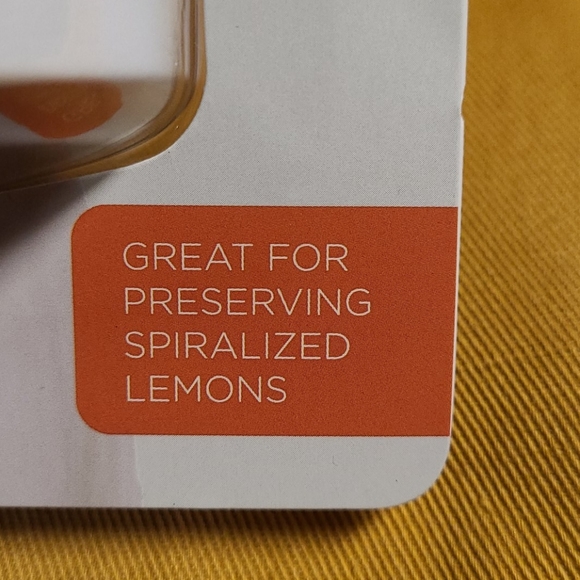 GREAT FOR
PRESERVING
SPIRALIZED
LEMONS